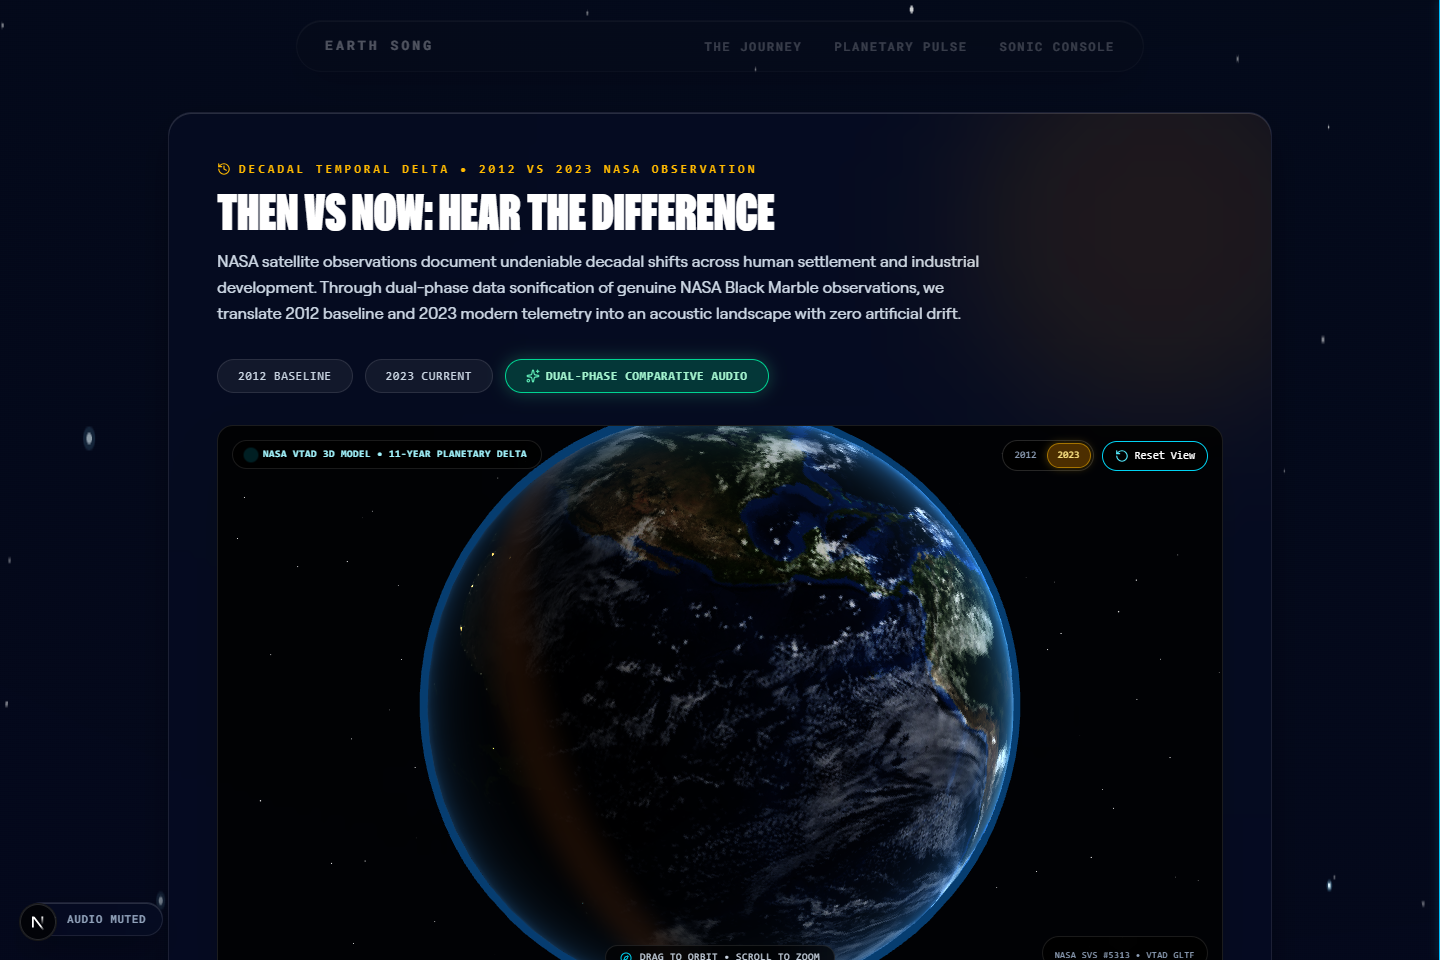 EARTH SONG
THE JOURNEY
PLANETARY PULSE
SONIC CONSOLE
DECADAL TEMPORAL DELTA • 2012 VS 2023 NASA OBSERVATION
THEN VS NOW: HEAR THE DIFFERENCE
NASA satellite observations document undeniable decadal shifts across human settlement and industrial
development. Through dual-phase data sonification of genuine NASA Black Marble observations, we
translate 2012 baseline and 2023 modern telemetry into an acoustic landscape with zero artificial drift.
2012 BASELINE
2023 CURRENT
DUAL-PHASE COMPARATIVE AUDIO
NASA VTAD 3D MODEL • 11-YEAR PLANETARY DELTA
2012
2023
Reset View
N
AUDIO MUTED
DRAG TO ORBIT • SCROLL TO ZOOM
NASA SVS #5313 • VTAD GLTF